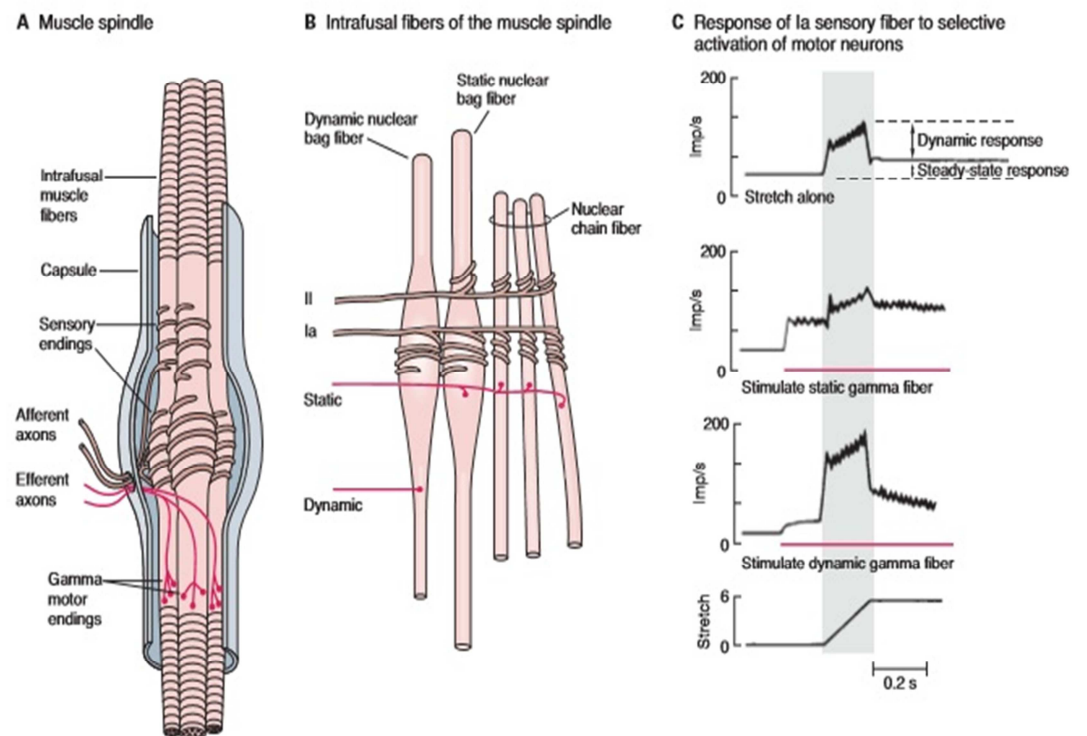 A Muscle spindle
Intrafusal
muscle
fibers
Capsule
Sensory
endings
Afferent
axons
Efferent
axons
Gamma
motor
endings
B Intrafusal fibers of the muscle spindle
Static nuclear
bag fiber
Dynamic nuclear
bag fiber
Nuclear
chain fiber
II
Ia
Static
Dynamic
C Response of Ia sensory fiber to selective
activation of motor neurons
200
Imp/s
0
Dynamic response
Steady-state response
Stretch alone
200
Imp/s
0
Stimulate static gamma fiber
200
Imp/s
0
Stimulate dynamic gamma fiber
6
Stretch
0
0.2 s